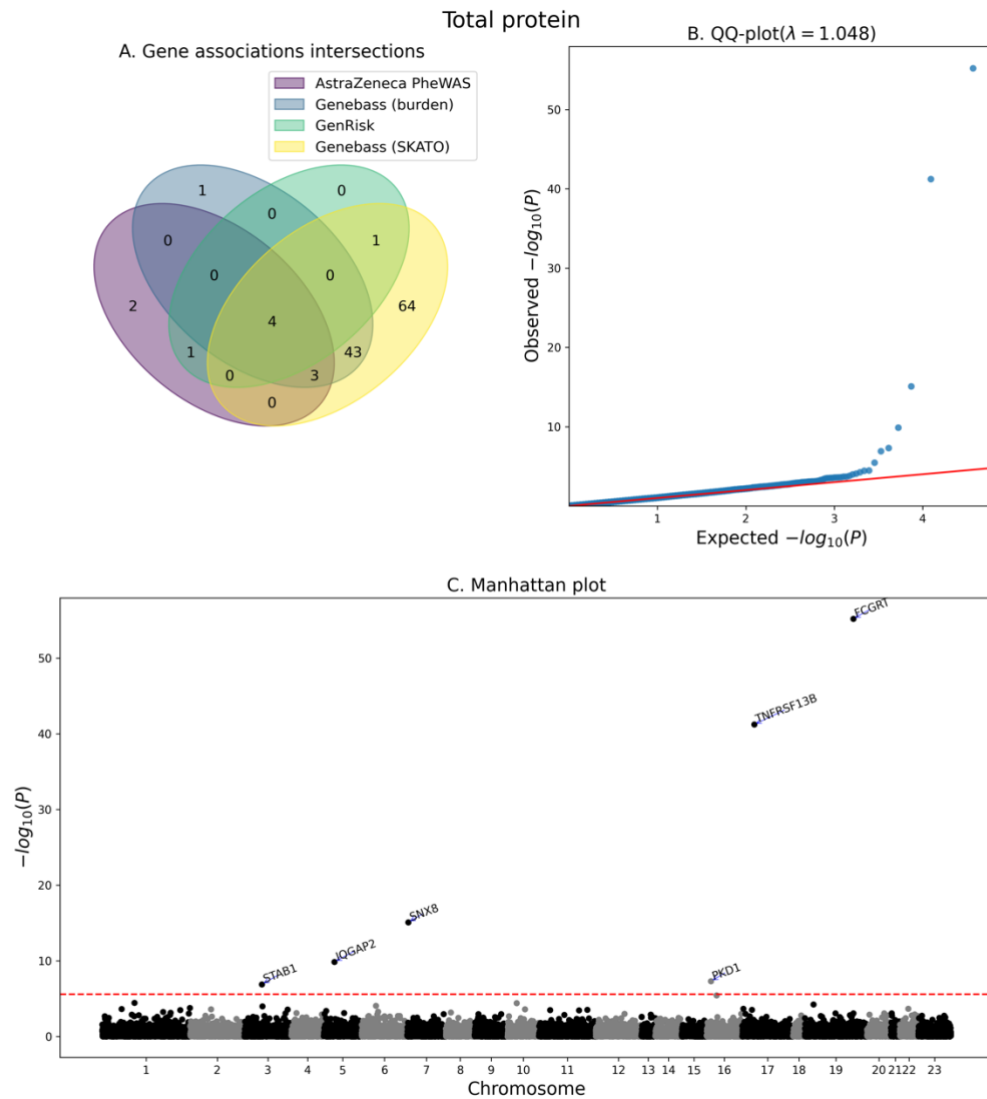 Total protein
A. Gene associations intersections
AstraZeneca PheWAS
Genebass (burden)
GenRisk
Genebass (SKATO)
1
0
0
0
1
0
0
0
2
64
4
1
43
0
3
0
B. QQ-plot(λ = 1.048)
Observed −log₁₀(P)
50
40
30
20
10
1
2
3
4
Expected −log₁₀(P)
C. Manhattan plot
−log₁₀(P)
50
40
30
20
10
0
FCGRT
TNFRSF13B
SNX8
IQGAP2
STAB1
PKD1
1 2 3 4 5 6 7 8 9 10 11 12 13 14 15 16 17 18 19 20 21 22 23
Chromosome